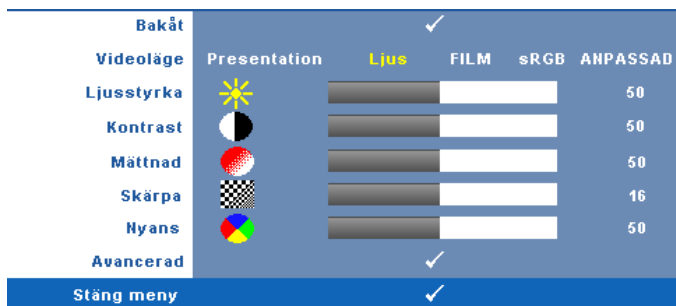 Bakåt
Videoläge Presentation Ljus FILM sRGB ANPASSAD
Ljusstyrka 50
Kontrast 50
Mättnad 50
Skärpa 16
Nyans 50
Avancerad
Stäng meny